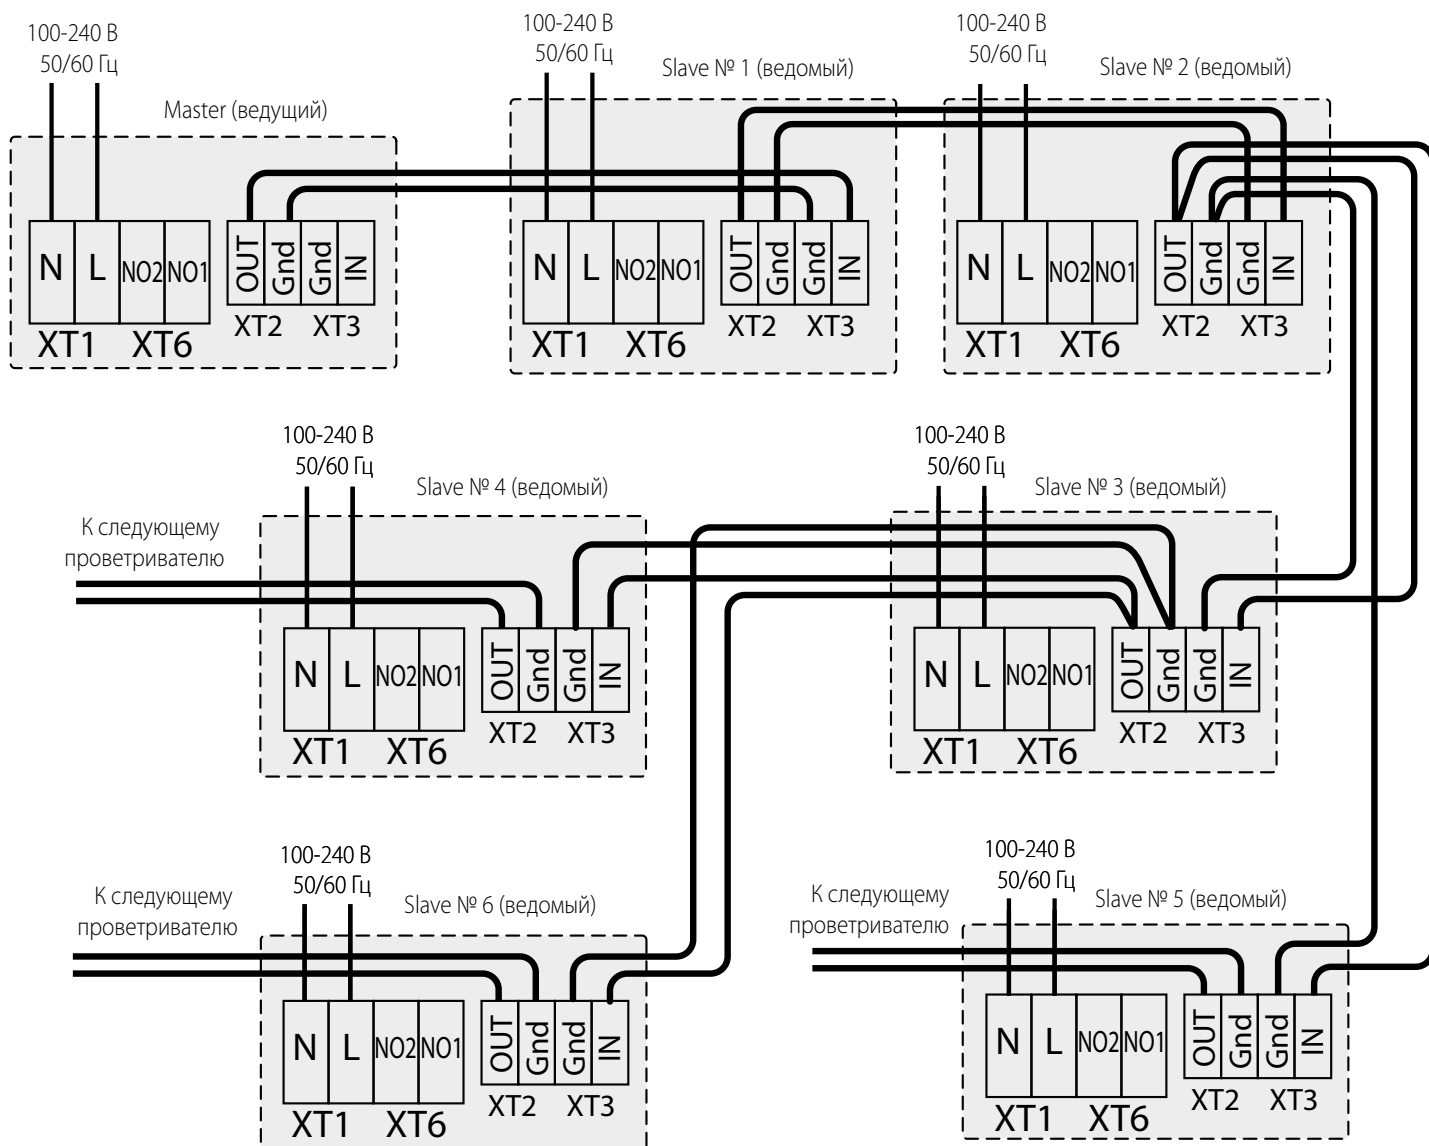 100-240 В
50/60 Гц
Master (ведущий)
N L NO2 NO1 OUT Gnd Gnd IN
XT1 XT6 XT2 XT3
100-240 В
50/60 Гц
Slave № 1 (ведомый)
N L NO2 NO1 OUT Gnd Gnd IN
XT1 XT6 XT2 XT3
100-240 В
50/60 Гц
Slave № 2 (ведомый)
N L NO2 NO1 OUT Gnd Gnd IN
XT1 XT6 XT2 XT3
100-240 В
50/60 Гц
Slave № 4 (ведомый)
К следующему
проветривателю
N L NO2 NO1 OUT Gnd Gnd IN
XT1 XT6 XT2 XT3
100-240 В
50/60 Гц
Slave № 3 (ведомый)
N L NO2 NO1 OUT Gnd Gnd IN
XT1 XT6 XT2 XT3
100-240 В
50/60 Гц
Slave № 6 (ведомый)
К следующему
проветривателю
N L NO2 NO1 OUT Gnd Gnd IN
XT1 XT6 XT2 XT3
100-240 В
50/60 Гц
Slave № 5 (ведомый)
К следующему
проветривателю
N L NO2 NO1 OUT Gnd Gnd IN
XT1 XT6 XT2 XT3